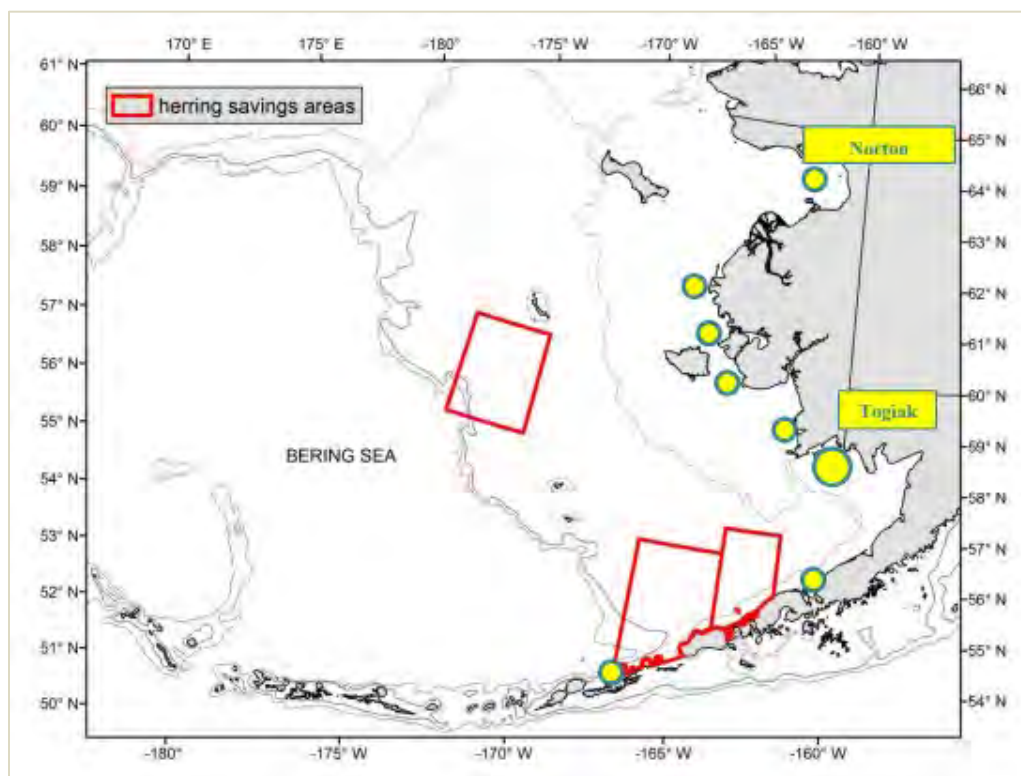 170° E 175° E -180° -175° W -170° W -165° W -160° W
61° N
60° N
59° N
58° N
57° N
56° N
55° N
54° N
53° N
52° N
51° N
50° N
herring savings areas
BERING SEA
Norton
Togiak
66° N
65° N
64° N
63° N
62° N
61° N
60° N
59° N
58° N
57° N
56° N
55° N
54° N
-180° -175° W -170° W -165° W -160° W